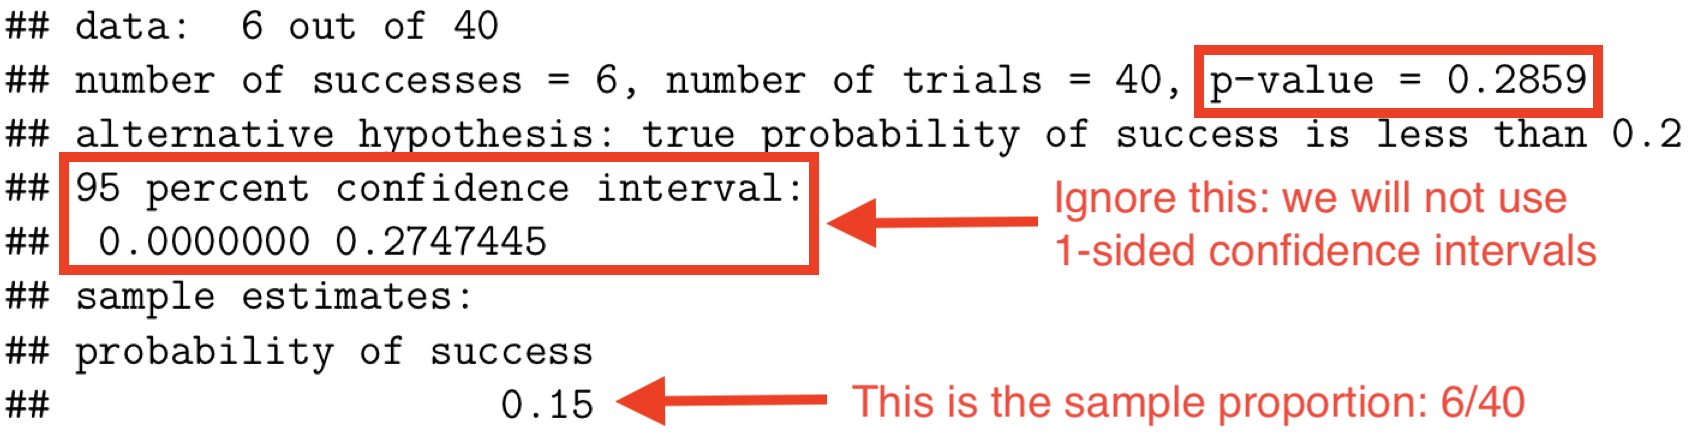 ## data:  6 out of 40
## number of successes = 6, number of trials = 40, p-value = 0.2859
## alternative hypothesis: true probability of success is less than 0.2
## 95 percent confidence interval:
##  0.0000000 0.2747445
Ignore this: we will not use
1-sided confidence intervals
## sample estimates:
## probability of success
##                   0.15
This is the sample proportion: 6/40